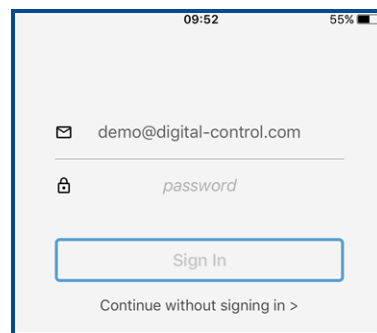 09:52 55%
demo@digital-control.com
password
Sign In
Continue without signing in >